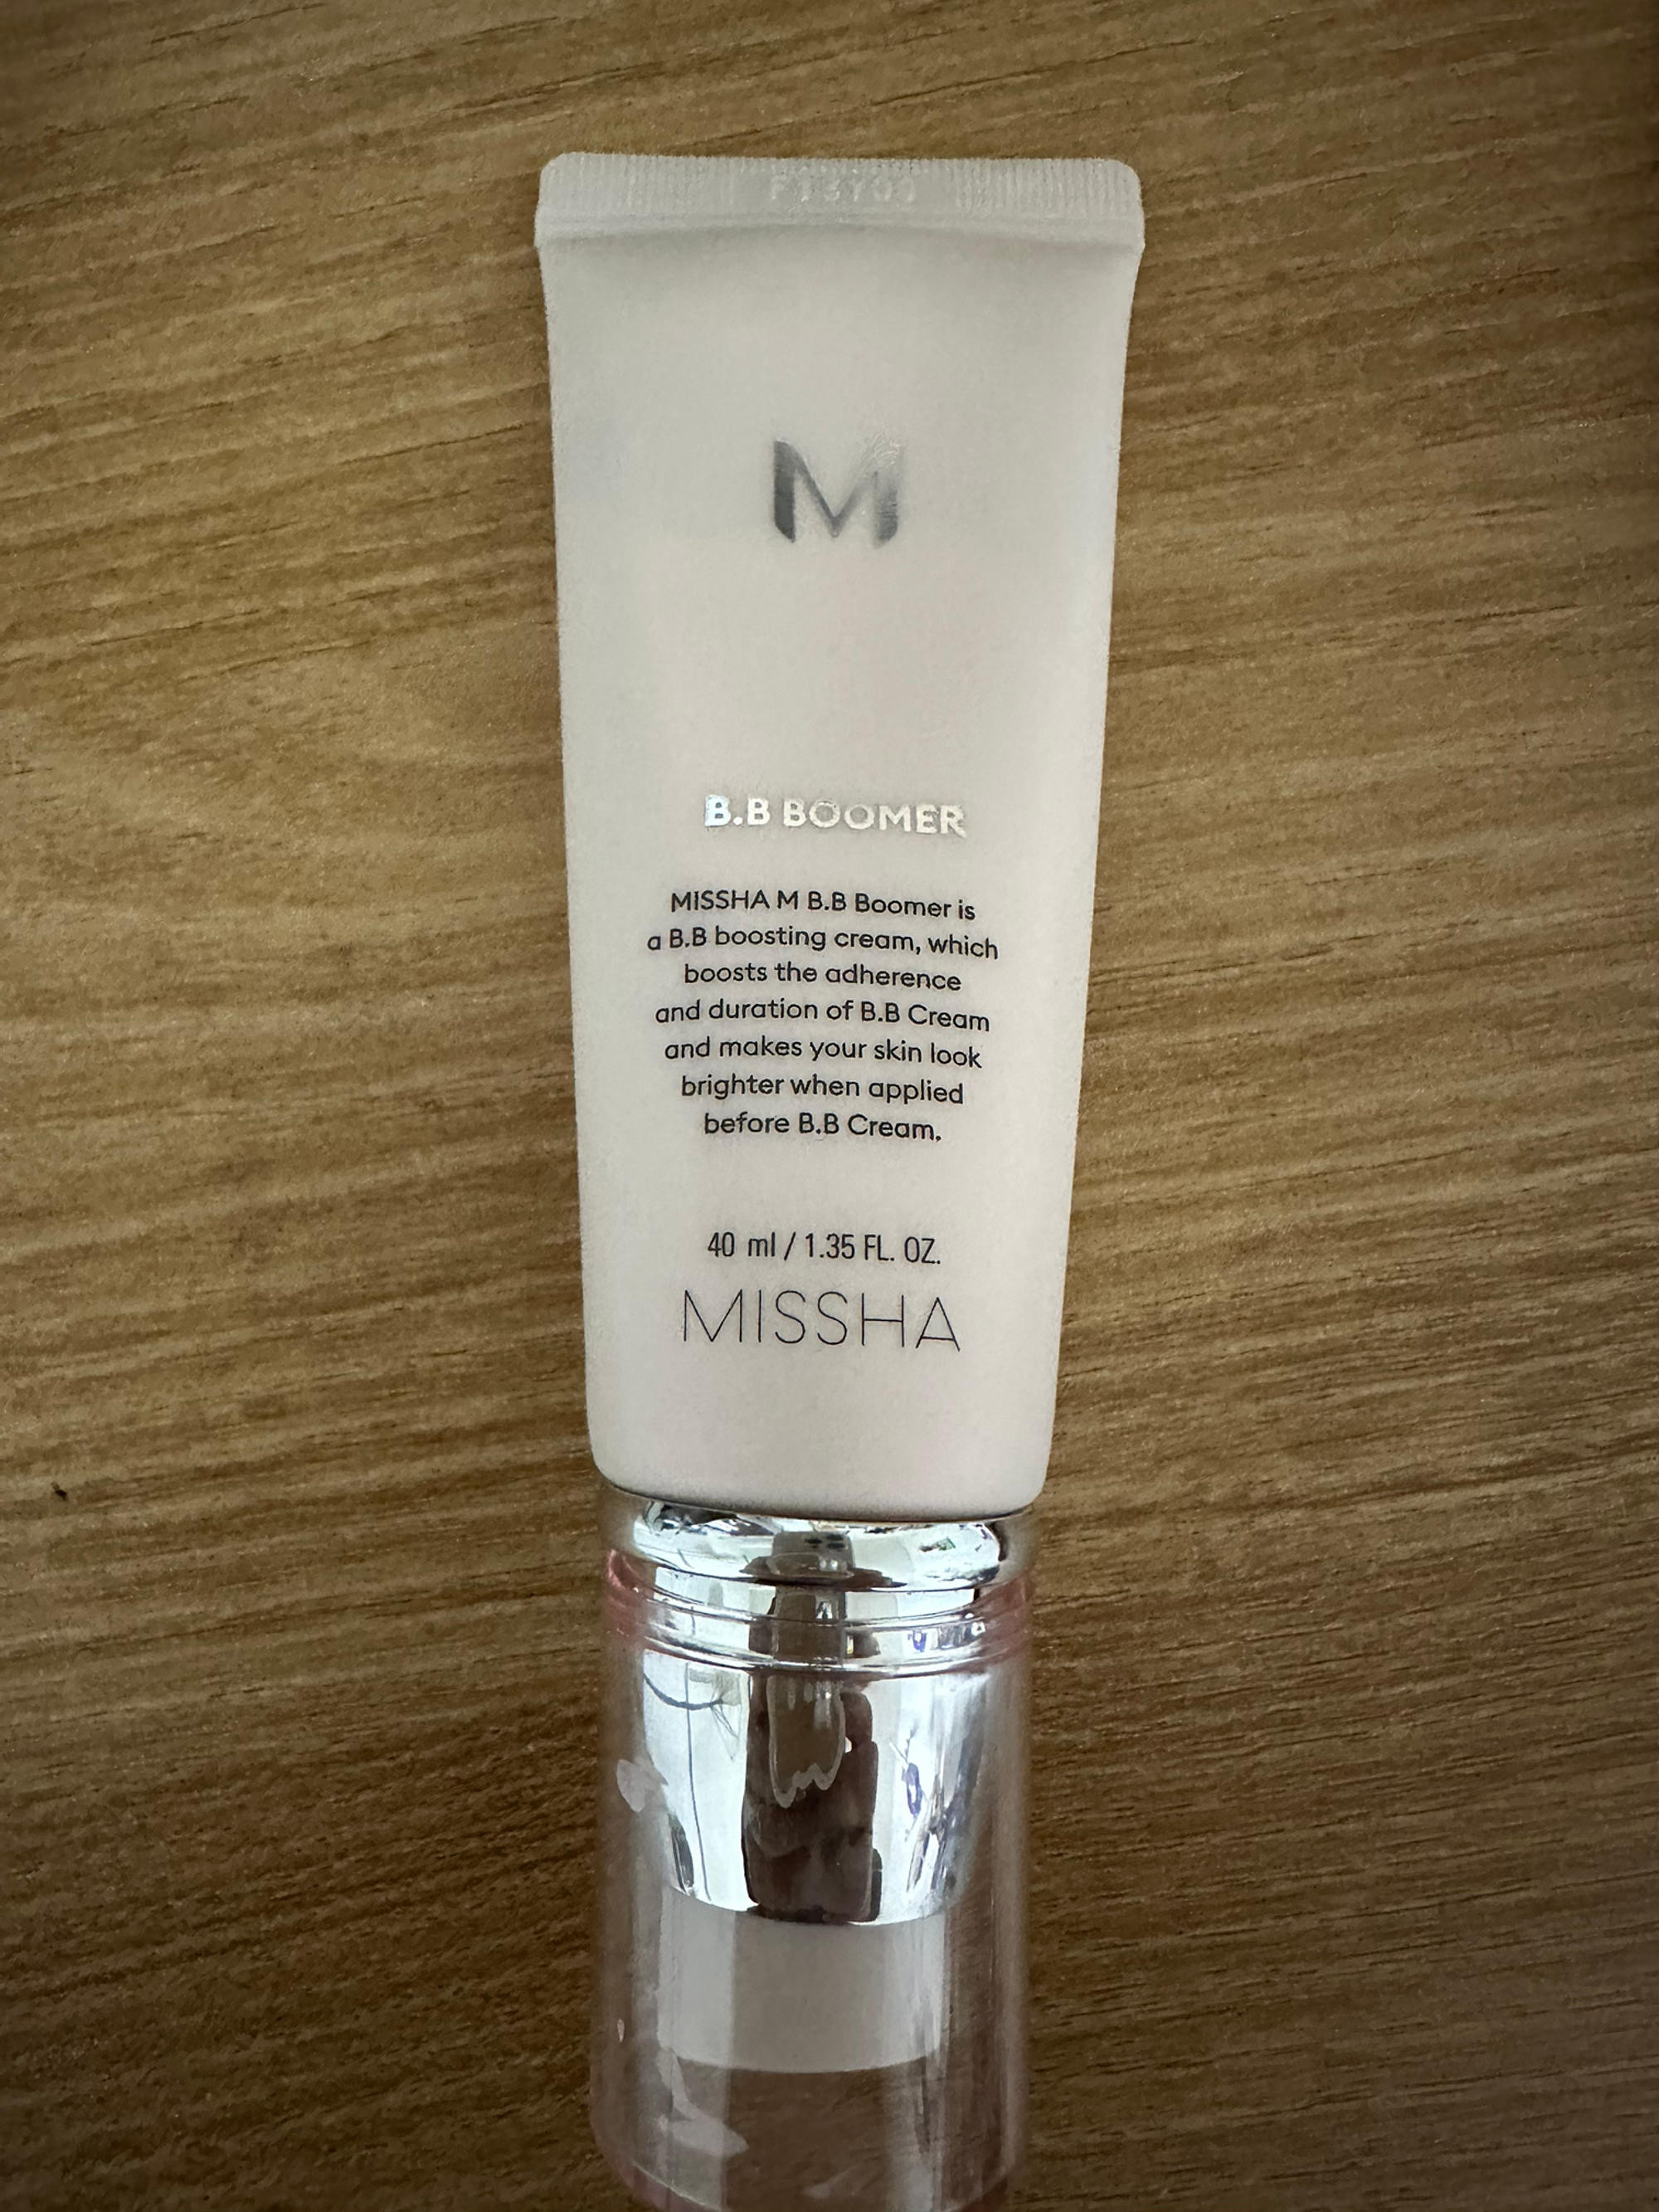 M
B.B BOOMER
MISSHA M B.B Boomer is
a B.B boosting cream, which
boosts the adherence
and duration of B.B Cream
and makes your skin look
brighter when applied
before B.B Cream.
40 ml / 1.35 FL. OZ.
MISSHA